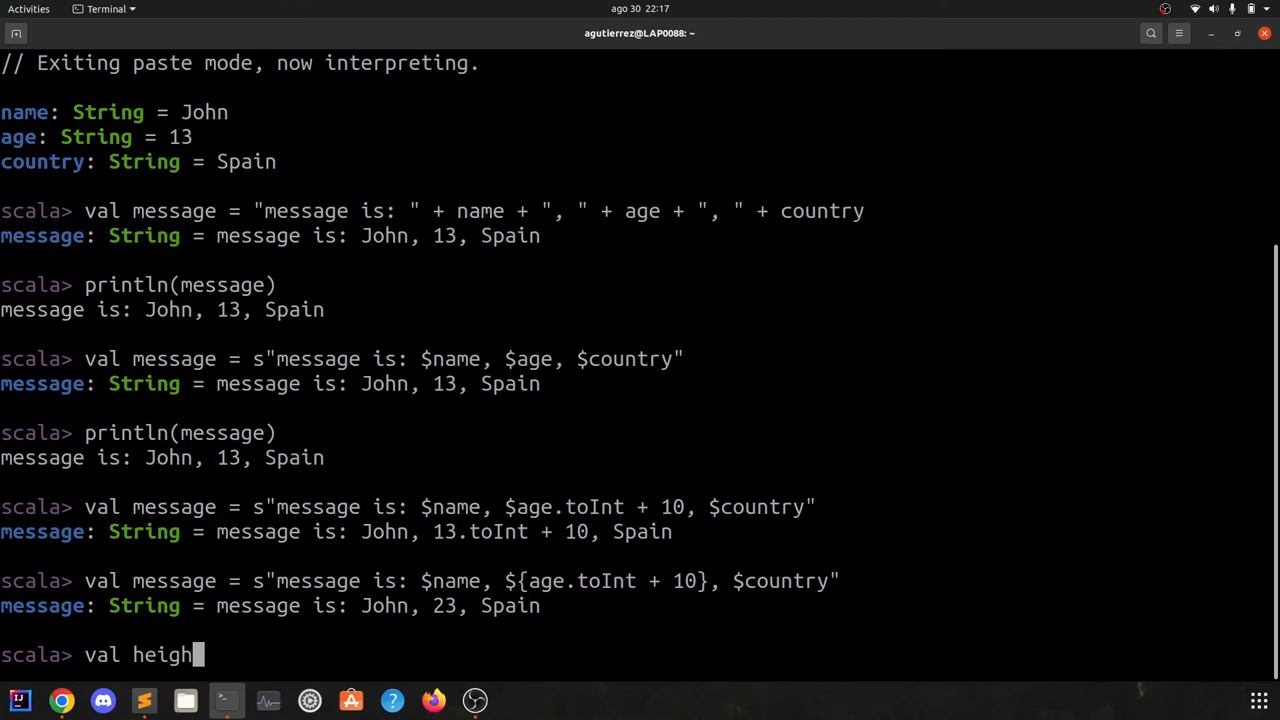 Activities Terminal ago 30 22:17
agutierrez@LAP0088: ~
// Exiting paste mode, now interpreting.
name: String = John
age: String = 13
country: String = Spain
scala> val message = "message is: " + name + ", " + age + ", " + country
message: String = message is: John, 13, Spain
scala> println(message)
message is: John, 13, Spain
scala> val message = s"message is: $name, $age, $country"
message: String = message is: John, 13, Spain
scala> println(message)
message is: John, 13, Spain
scala> val message = s"message is: $name, $age.toInt + 10, $country"
message: String = message is: John, 13.toInt + 10, Spain
scala> val message = s"message is: $name, ${age.toInt + 10}, $country"
message: String = message is: John, 23, Spain
scala> val heigh